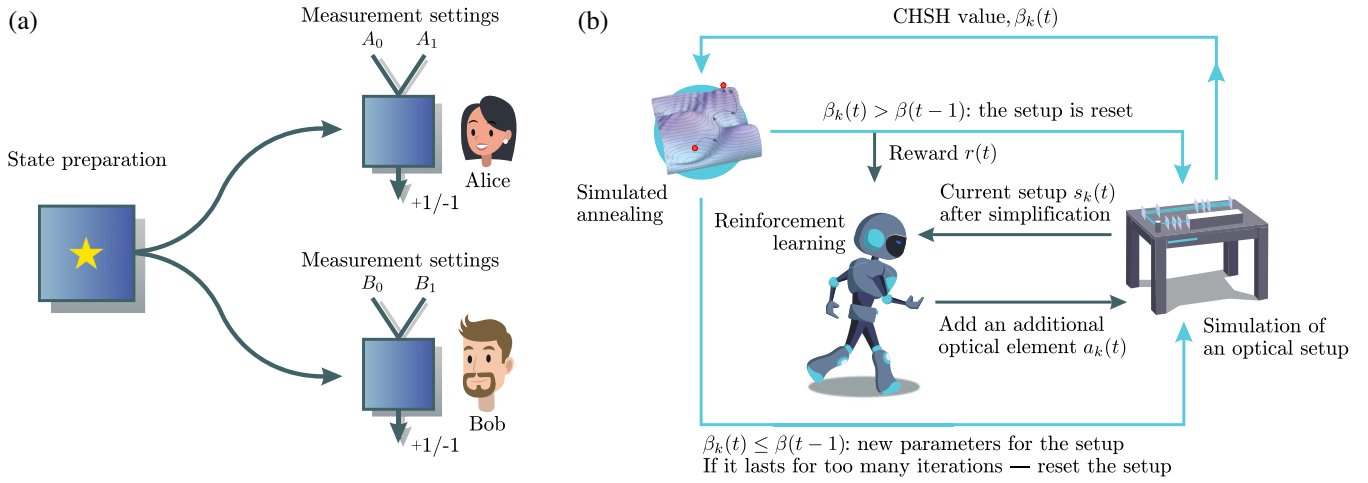 (a)
Measurement settings
A₀ A₁
State preparation
Alice
+1/-1
Measurement settings
B₀ B₁
Bob
+1/-1
(b)
CHSH value, βₖ(t)
βₖ(t) > β(t − 1): the setup is reset
Reward r(t)
Simulated
annealing
Current setup sₖ(t)
after simplification
Reinforcement
learning
Add an additional
optical element aₖ(t)
Simulation of
an optical setup
βₖ(t) ≤ β(t − 1): new parameters for the setup
If it lasts for too many iterations — reset the setup